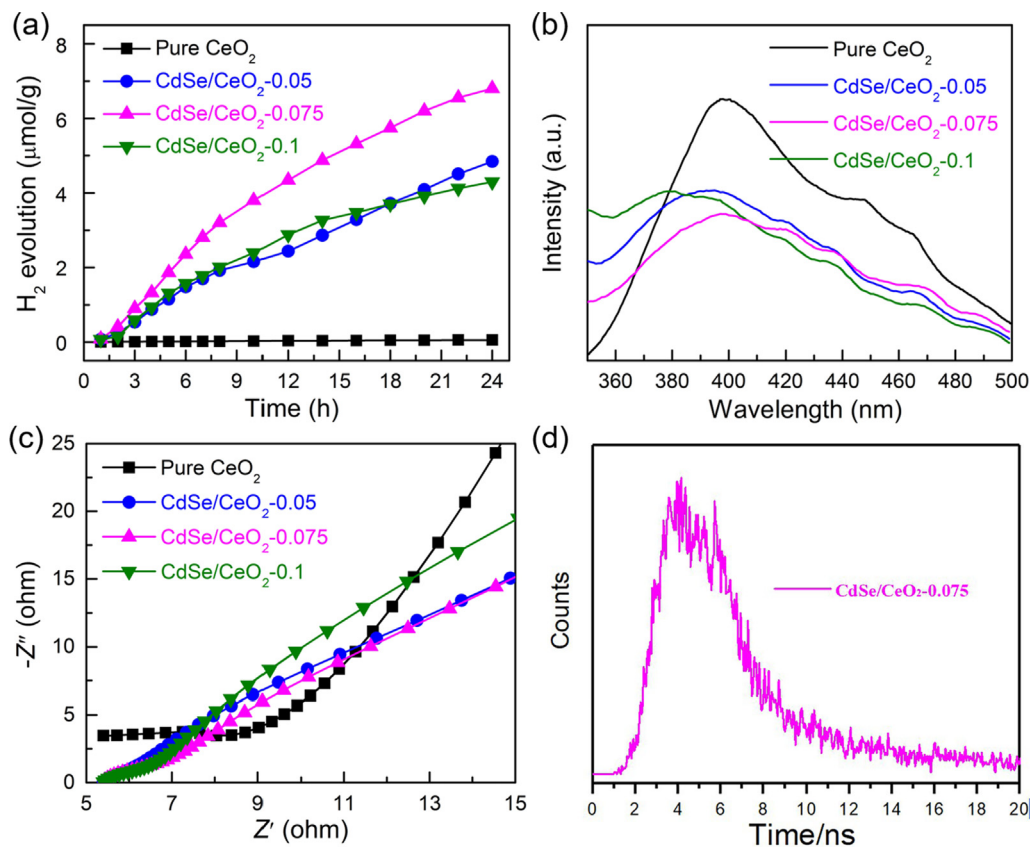 (a)
8
6
4
2
0
H₂ evolution (μmol/g)
Pure CeO₂
CdSe/CeO₂-0.05
CdSe/CeO₂-0.075
CdSe/CeO₂-0.1
0 3 6 9 12 15 18 21 24
Time (h)
(b)
Intensity (a.u.)
Pure CeO₂
CdSe/CeO₂-0.05
CdSe/CeO₂-0.075
CdSe/CeO₂-0.1
360 380 400 420 440 460 480 500
Wavelength (nm)
(c)
25
20
15
10
5
0
-Z″ (ohm)
Pure CeO₂
CdSe/CeO₂-0.05
CdSe/CeO₂-0.075
CdSe/CeO₂-0.1
5 7 9 11 13 15
Z′ (ohm)
(d)
Counts
CdSe/CeO₂-0.075
0 2 4 6 8 10 12 14 16 18 20
Time/ns